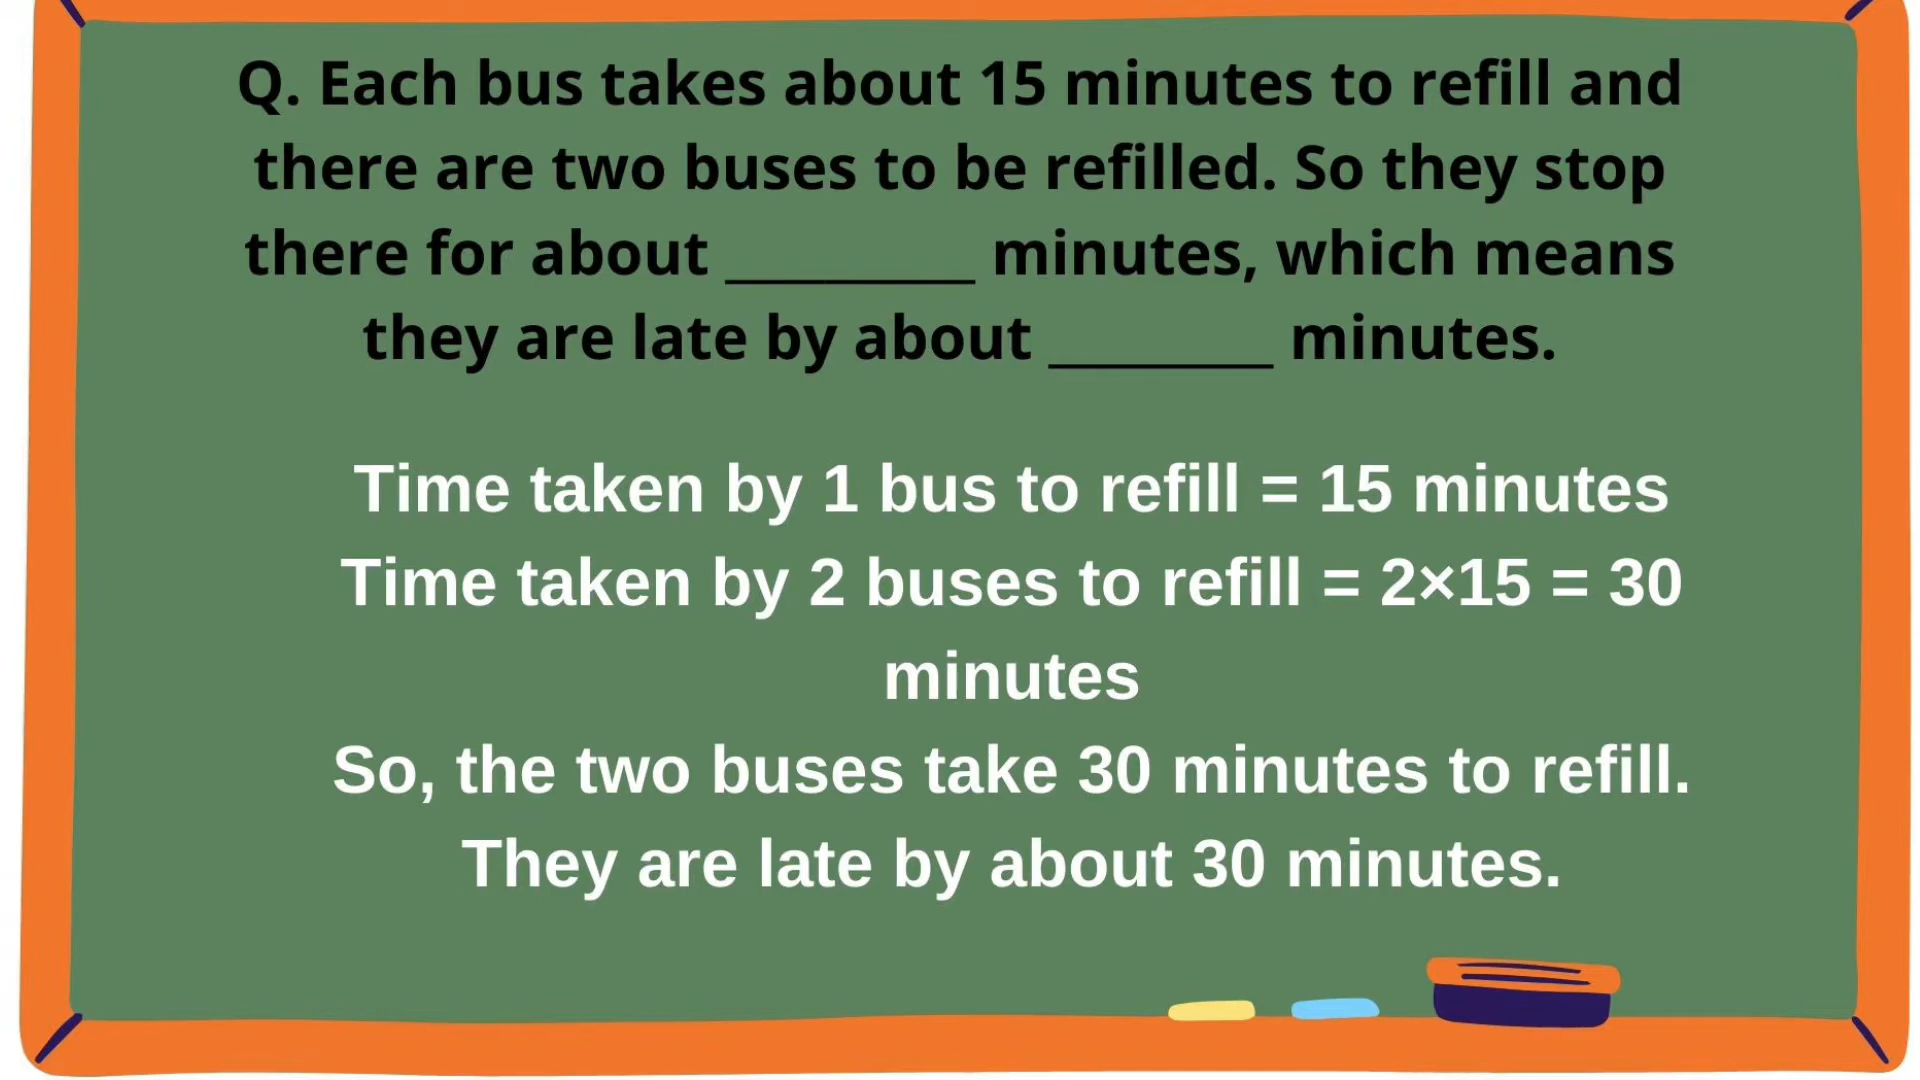 Q. Each bus takes about 15 minutes to refill and
there are two buses to be refilled. So they stop
there for about __________ minutes, which means
they are late by about _________ minutes.
Time taken by 1 bus to refill = 15 minutes
Time taken by 2 buses to refill = 2×15 = 30
minutes
So, the two buses take 30 minutes to refill.
They are late by about 30 minutes.